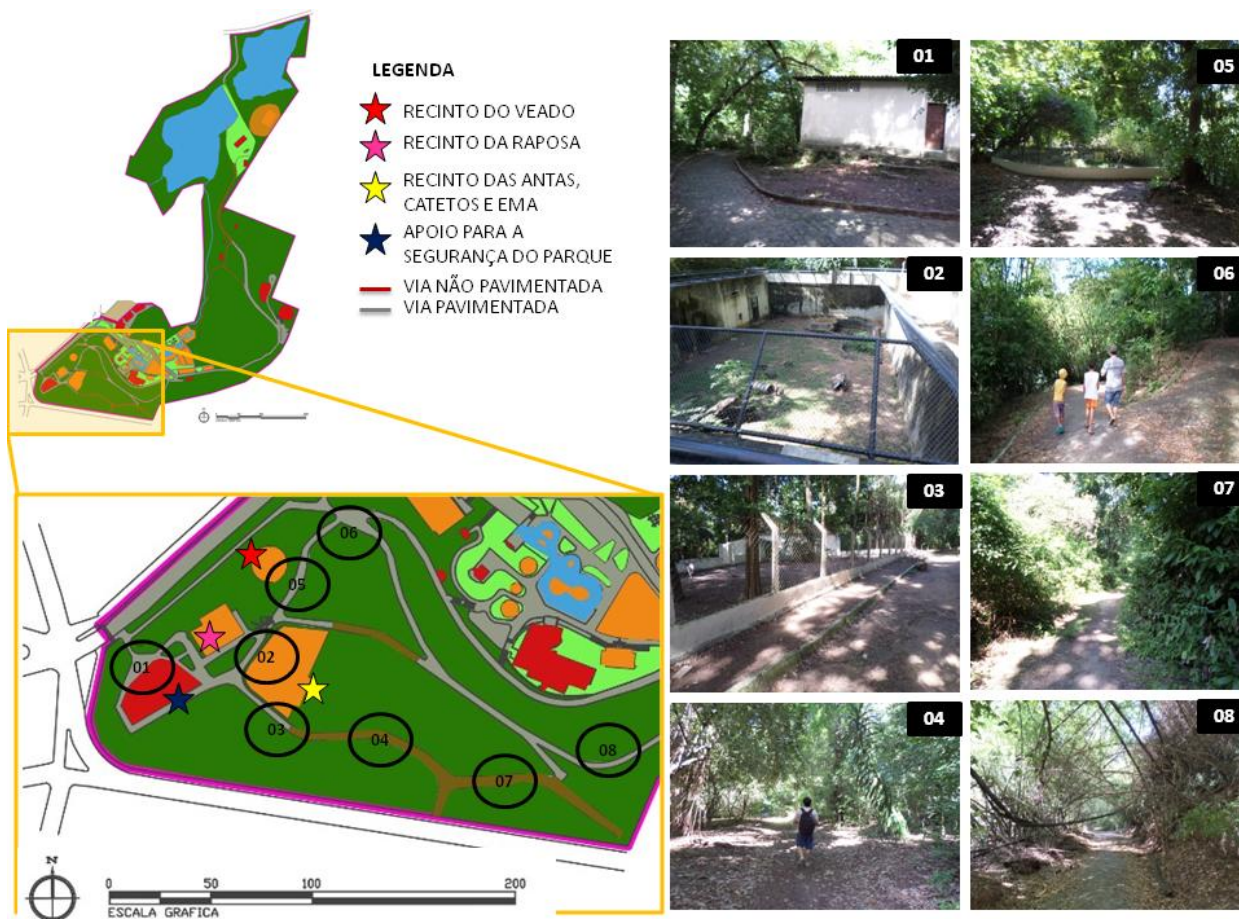 LEGENDA
RECINTO DO VEADO
RECINTO DA RAPOSA
RECINTO DAS ANTAS,
CATETOS E EMA
APOIO PARA A
SEGURANÇA DO PARQUE
VIA NÃO PAVIMENTADA
VIA PAVIMENTADA
06
05
02
01
03
04
08
07
N
0 50 100 200
ESCALA GRAFICA
01
02
03
04
05
06
07
08